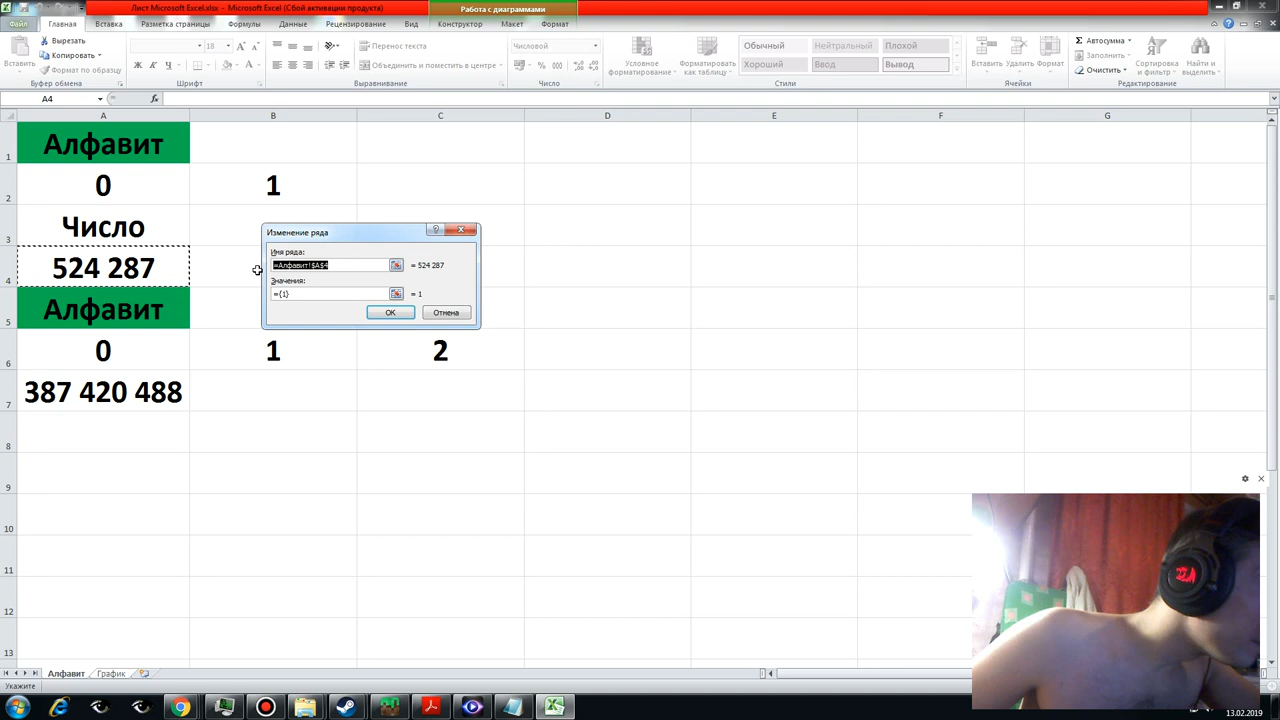 Лист Microsoft Excel.xlsx - Microsoft Excel (Сбой активации продукта)
Работа с диаграммами
Файл
Главная
Вставка
Разметка страницы
Формулы
Данные
Рецензирование
Вид
Конструктор
Макет
Формат
Вставить
Вырезать
Копировать
Формат по образцу
Буфер обмена
18
Ж К Ч
Шрифт
Перенос текста
Объединить и поместить в центре
Выравнивание
Числовой
% 000
Число
Условное форматирование
Форматировать как таблицу
Обычный
Нейтральный
Плохой
Хороший
Ввод
Вывод
Стили
Вставить
Удалить
Формат
Ячейки
Автосумма
Заполнить
Очистить
Сортировка и фильтр
Найти и выделить
Редактирование
A4
fx
A B C D E F G
1 Алфавит
2 0 1
3 Число
4 524 287
5 Алфавит
6 0 1 2
7 387 420 488
8
9
10
11
12
13
Изменение ряда
Имя ряда:
=Алфавит!$A$4
= 524 287
Значения:
={1}
= 1
OK
Отмена
Алфавит
График
Укажите
13.02.2019